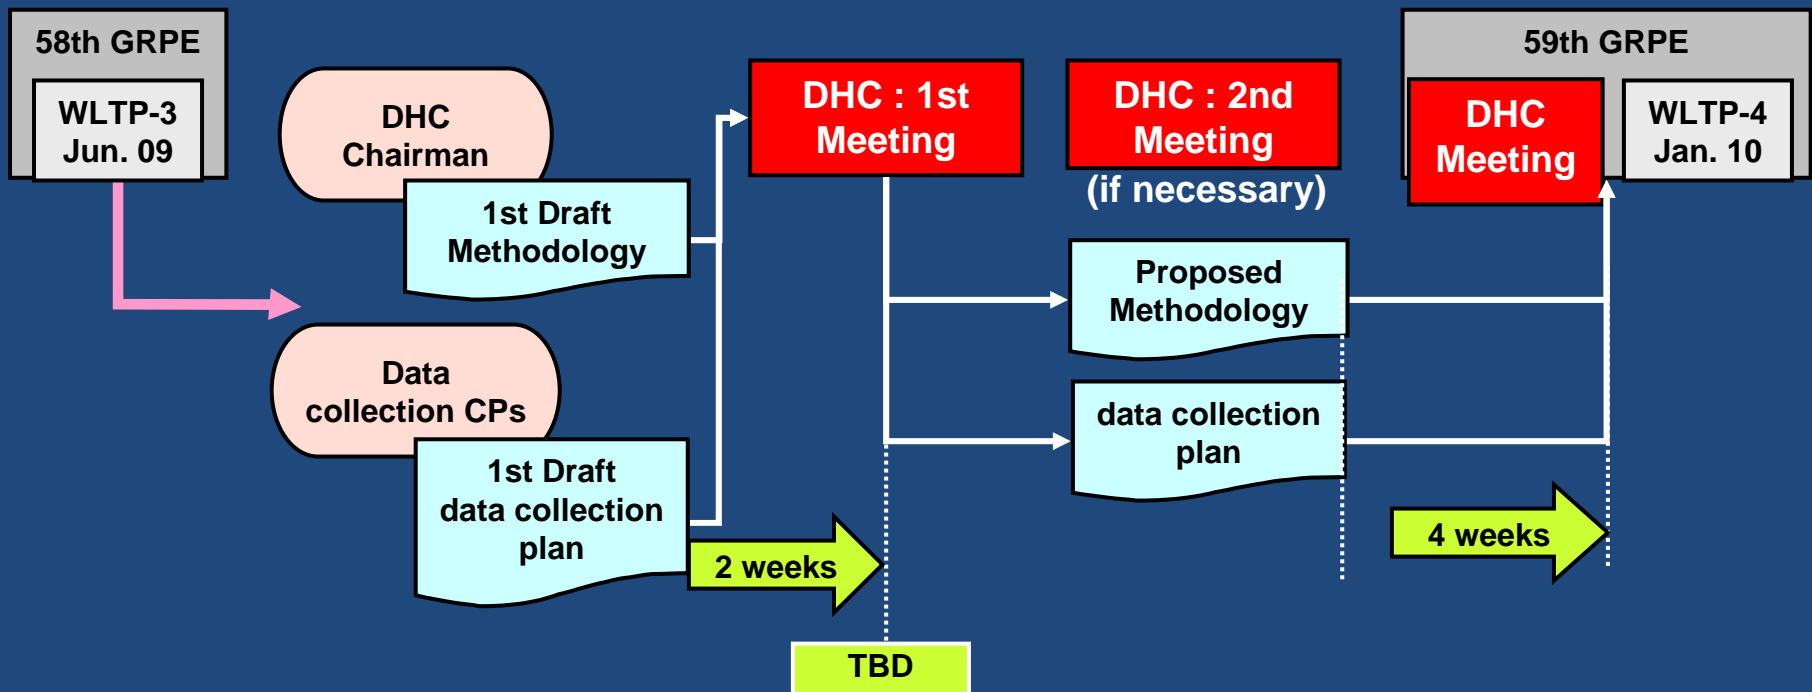 58th GRPE
WLTP-3
Jun. 09
DHC
Chairman
1st Draft
Methodology
Data
collection CPs
1st Draft
data collection
plan
2 weeks
DHC : 1st
Meeting
TBD
DHC : 2nd
Meeting
(if necessary)
Proposed
Methodology
data collection
plan
4 weeks
59th GRPE
DHC
Meeting
WLTP-4
Jan. 10